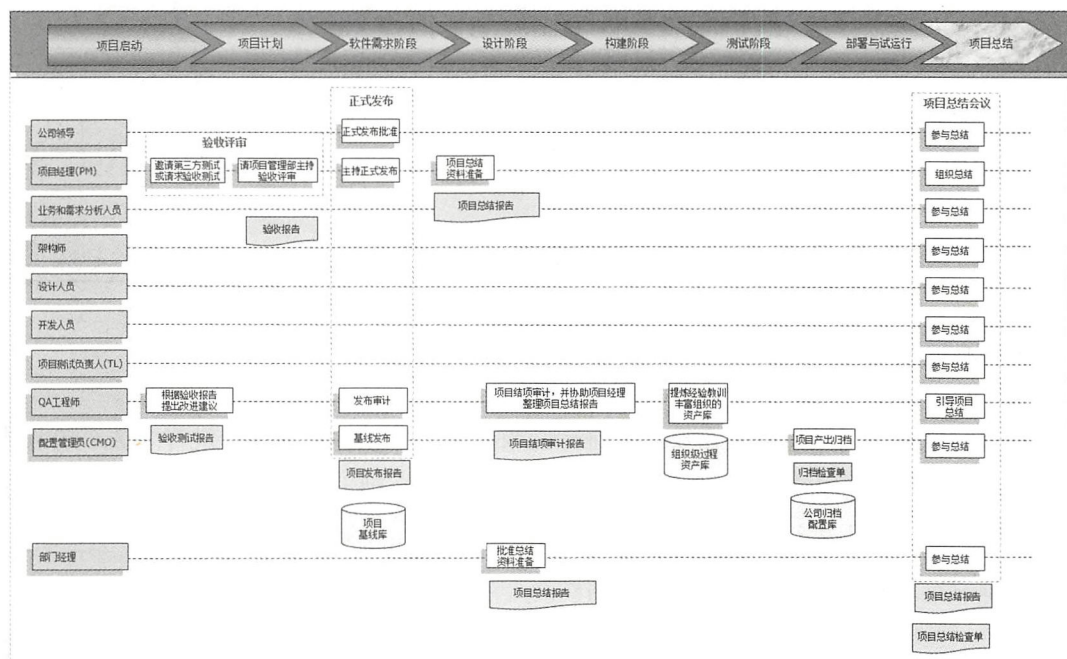 项目启动
项目计划
软件需求阶段
设计阶段
构建阶段
测试阶段
部署与试运行
项目总结
正式发布
项目总结会议
公司领导
正式发布批准
参与总结
验收评审
项目经理(PM)
邀请第三方测试
或请求验收测试
请项目管理部主持
验收评审
主持正式发布
项目总结
资料准备
组织总结
业务和需求分析人员
验收报告
项目总结报告
参与总结
架构师
参与总结
设计人员
参与总结
开发人员
参与总结
项目测试负责人(TL)
参与总结
QA工程师
根据验收报告
提出改进建议
发布审计
项目结项审计，并协助项目经理
整理项目总结报告
提炼经验教训
丰富组织的
资产库
引导项目
总结
配置管理员(CMO)
验收测试报告
基线发布
项目结项审计报告
组织级过程
资产库
项目产出归档
参与总结
项目发布报告
归档检查单
项目
基线库
公司归档
配置库
部门经理
批准总结
资料准备
参与总结
项目总结报告
项目总结报告
项目总结检查单